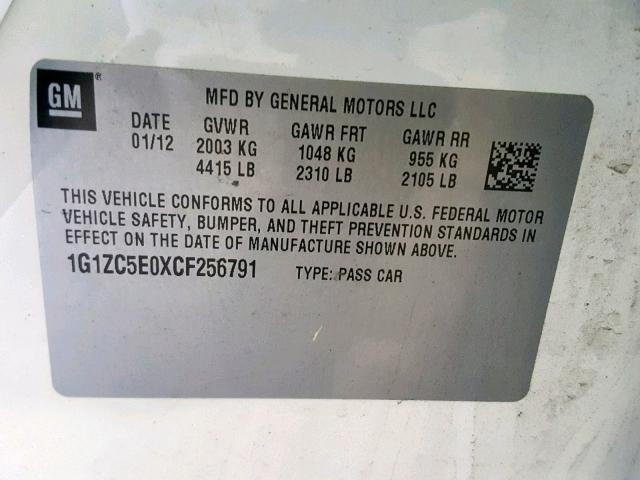 GM ®
MFD BY GENERAL MOTORS LLC
DATE GVWR GAWR FRT GAWR RR
01/12 2003 KG 1048 KG 955 KG
4415 LB 2310 LB 2105 LB
THIS VEHICLE CONFORMS TO ALL APPLICABLE U.S. FEDERAL MOTOR
VEHICLE SAFETY, BUMPER, AND THEFT PREVENTION STANDARDS IN
EFFECT ON THE DATE OF MANUFACTURE SHOWN ABOVE.
1G1ZC5E0XCF256791 TYPE: PASS CAR